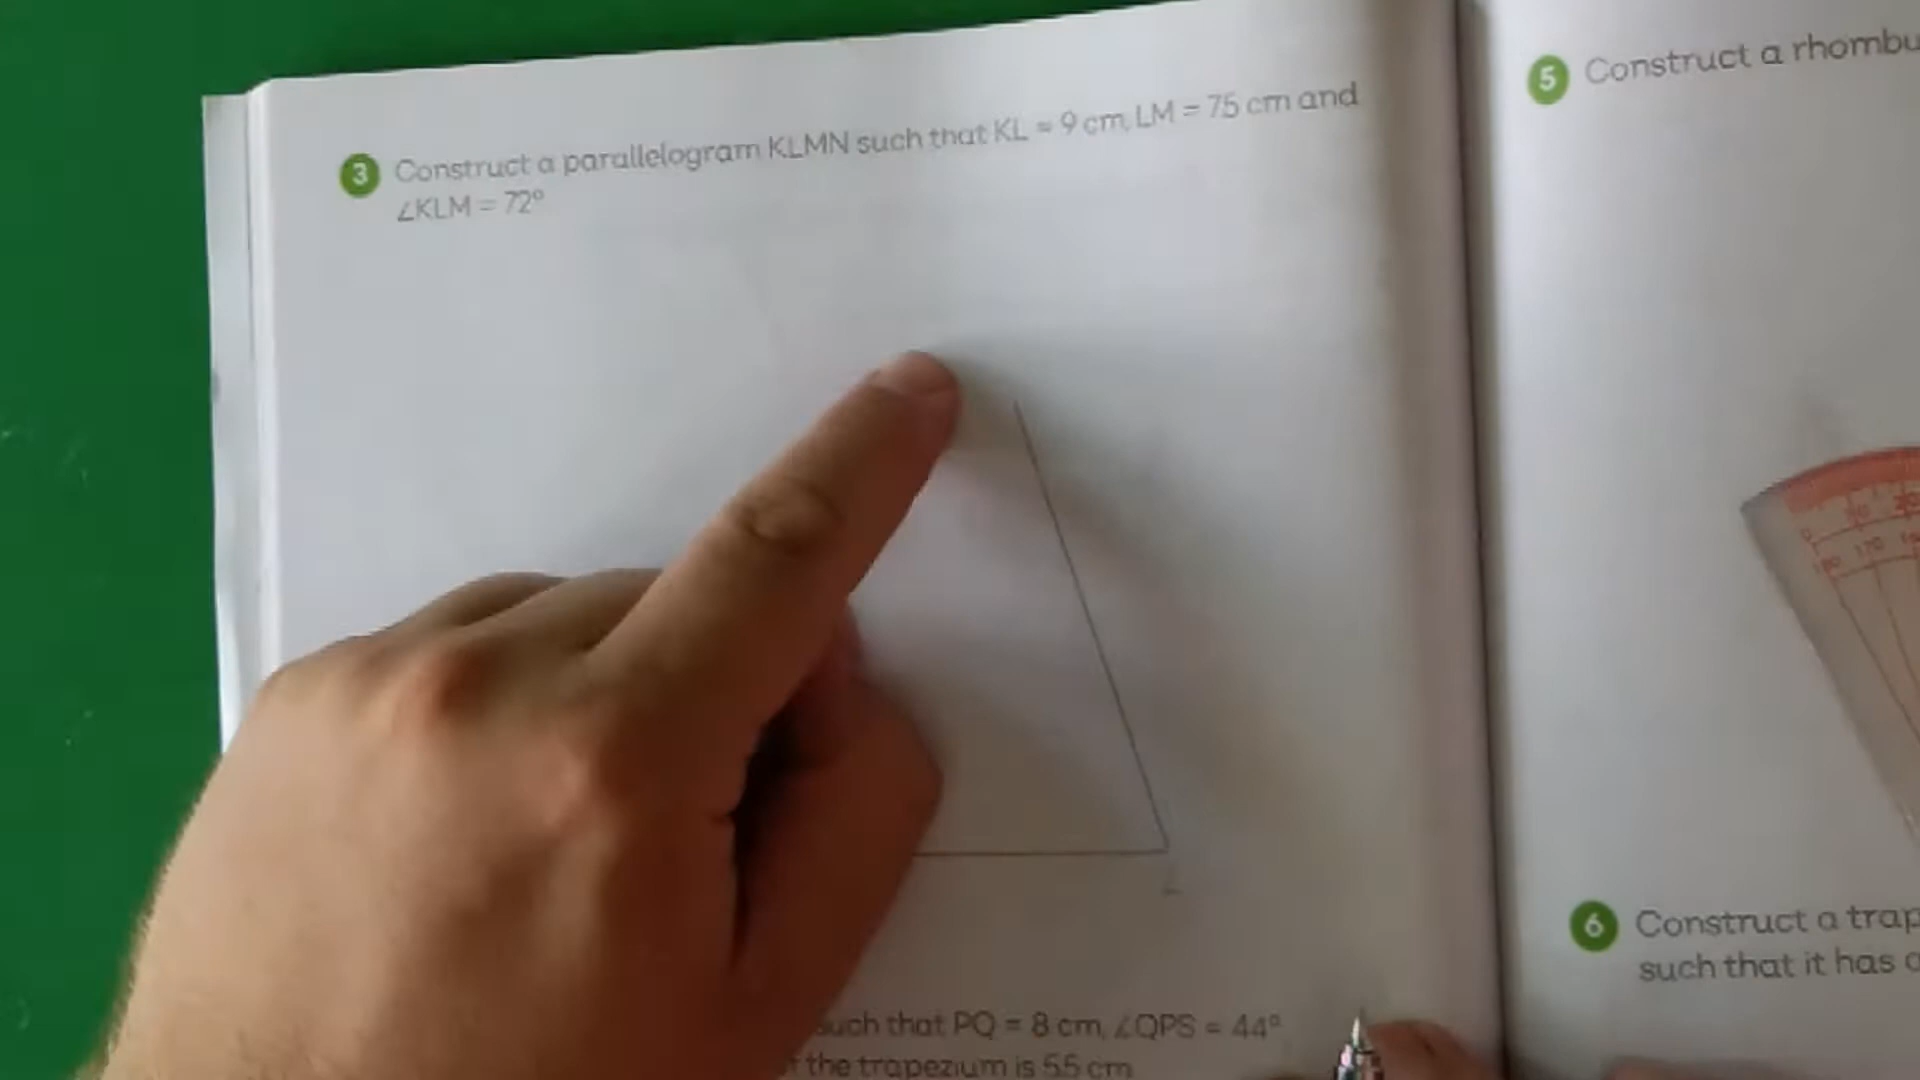 3 Construct a parallelogram KLMN such that KL = 9 cm, LM = 7.5 cm and
∠KLM = 72°
L
such that PQ = 8 cm, ∠QPS = 44°
the trapezium is 5.5 cm
5 Construct a rhombu
6 Construct a trap
such that it has